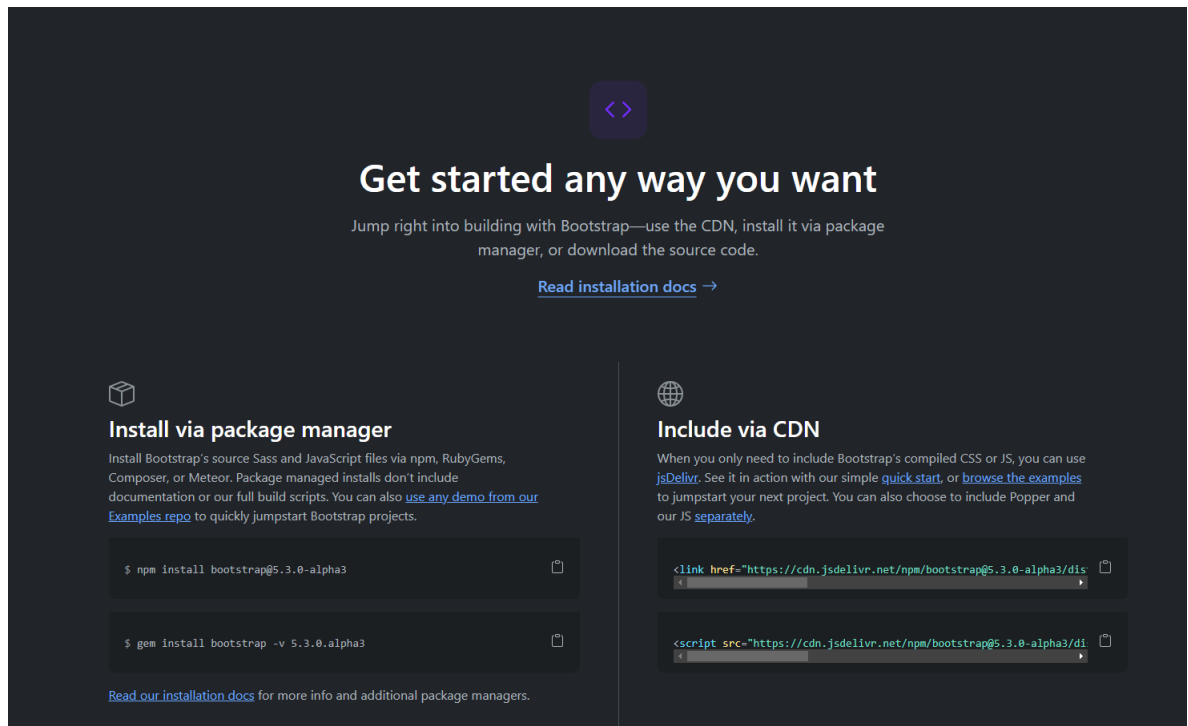 Get started any way you want
Jump right into building with Bootstrap—use the CDN, install it via package
manager, or download the source code.
Read installation docs →
Install via package manager
Install Bootstrap's source Sass and JavaScript files via npm, RubyGems,
Composer, or Meteor. Package managed installs don't include
documentation or our full build scripts. You can also use any demo from our
Examples repo to quickly jumpstart Bootstrap projects.
$ npm install bootstrap@5.3.0-alpha3
$ gem install bootstrap -v 5.3.0.alpha3
Read our installation docs for more info and additional package managers.
Include via CDN
When you only need to include Bootstrap's compiled CSS or JS, you can use
jsDelivr. See it in action with our simple quick start, or browse the examples
to jumpstart your next project. You can also choose to include Popper and
our JS separately.
<link href="https://cdn.jsdelivr.net/npm/bootstrap@5.3.0-alpha3/dis
<script src="https://cdn.jsdelivr.net/npm/bootstrap@5.3.0-alpha3/di